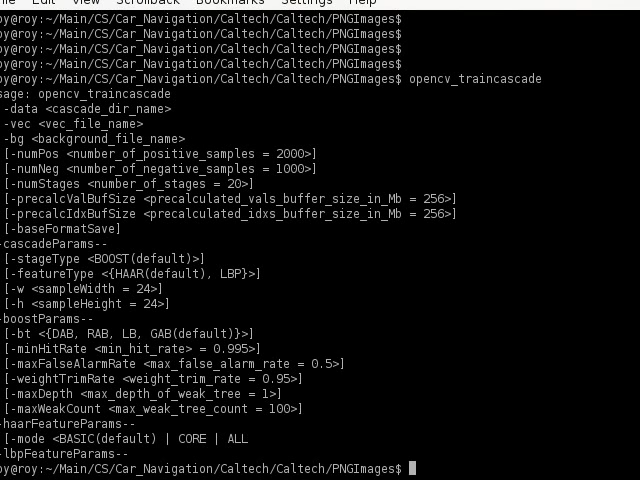 File Edit View Scrollback Bookmarks Settings Help
oy@roy:~/Main/CS/Car_Navigation/Caltech/Caltech/PNGImages$
oy@roy:~/Main/CS/Car_Navigation/Caltech/Caltech/PNGImages$
oy@roy:~/Main/CS/Car_Navigation/Caltech/Caltech/PNGImages$
oy@roy:~/Main/CS/Car_Navigation/Caltech/Caltech/PNGImages$
oy@roy:~/Main/CS/Car_Navigation/Caltech/Caltech/PNGImages$ opencv_traincascade
sage: opencv_traincascade
-data <cascade_dir_name>
-vec <vec_file_name>
-bg <background_file_name>
[-numPos <number_of_positive_samples = 2000>]
[-numNeg <number_of_negative_samples = 1000>]
[-numStages <number_of_stages = 20>]
[-precalcValBufSize <precalculated_vals_buffer_size_in_Mb = 256>]
[-precalcIdxBufSize <precalculated_idxs_buffer_size_in_Mb = 256>]
[-baseFormatSave]
-cascadeParams--
[-stageType <BOOST(default)>]
[-featureType <{HAAR(default), LBP}>]
[-w <sampleWidth = 24>]
[-h <sampleHeight = 24>]
-boostParams--
[-bt <{DAB, RAB, LB, GAB(default)}>]
[-minHitRate <min_hit_rate> = 0.995>]
[-maxFalseAlarmRate <max_false_alarm_rate = 0.5>]
[-weightTrimRate <weight_trim_rate = 0.95>]
[-maxDepth <max_depth_of_weak_tree = 1>]
[-maxWeakCount <max_weak_tree_count = 100>]
-haarFeatureParams--
[-mode <BASIC(default) | CORE | ALL
-lbpFeatureParams--
oy@roy:~/Main/CS/Car_Navigation/Caltech/Caltech/PNGImages$